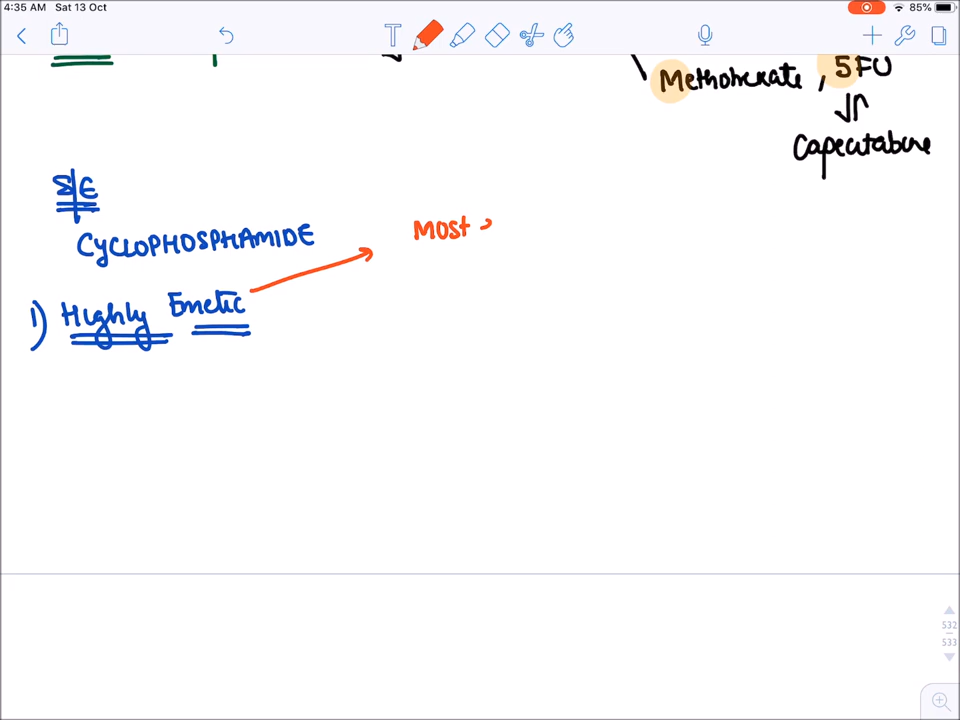 4:35 AM Sat 13 Oct 85%
T
Methotrexate, 5FU
Capecitabine
S/E
CYCLOPHOSPHAMIDE
MOST
1) Highly Emetic
532
533